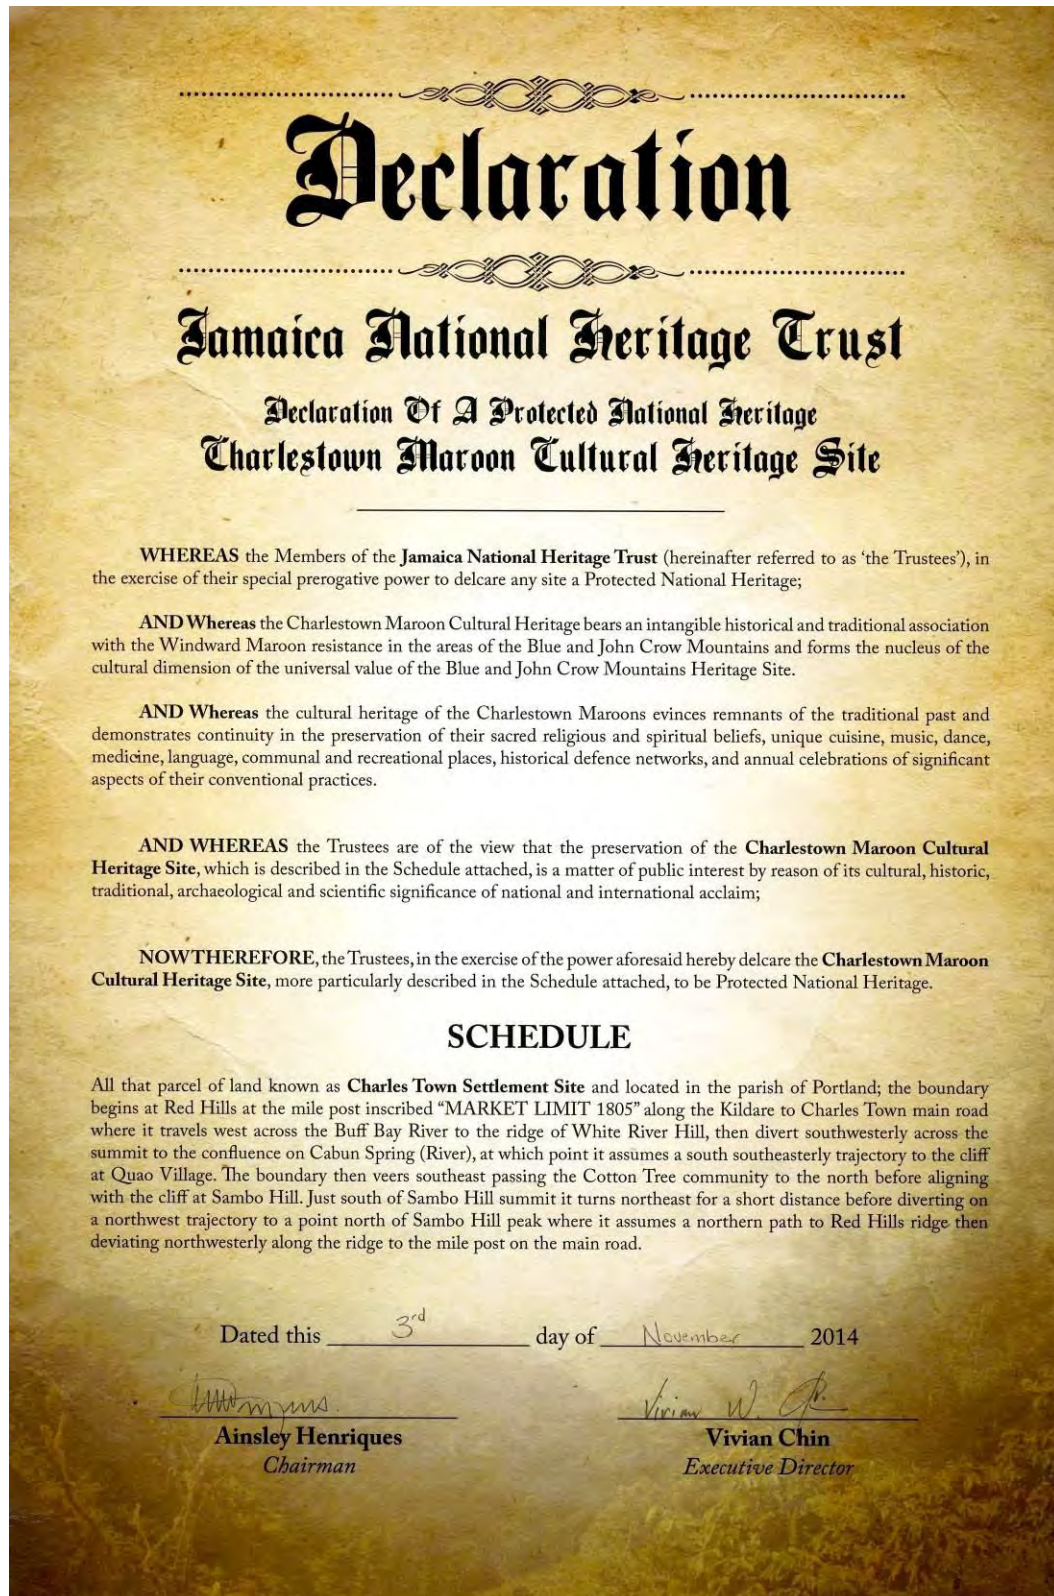 Declaration
Jamaica National Heritage Trust
Declaration Of A Protected National Heritage
Charlestown Maroon Cultural Heritage Site
WHEREAS the Members of the Jamaica National Heritage Trust (hereinafter referred to as ‘the Trustees’), in
the exercise of their special prerogative power to delcare any site a Protected National Heritage;
AND Whereas the Charlestown Maroon Cultural Heritage bears an intangible historical and traditional association
with the Windward Maroon resistance in the areas of the Blue and John Crow Mountains and forms the nucleus of the
cultural dimension of the universal value of the Blue and John Crow Mountains Heritage Site.
AND Whereas the cultural heritage of the Charlestown Maroons evinces remnants of the traditional past and
demonstrates continuity in the preservation of their sacred religious and spiritual beliefs, unique cuisine, music, dance,
medicine, language, communal and recreational places, historical defence networks, and annual celebrations of significant
aspects of their conventional practices.
AND WHEREAS the Trustees are of the view that the preservation of the Charlestown Maroon Cultural
Heritage Site, which is described in the Schedule attached, is a matter of public interest by reason of its cultural, historic,
traditional, archaeological and scientific significance of national and international acclaim;
NOW THEREFORE, the Trustees, in the exercise of the power aforesaid hereby delcare the Charlestown Maroon
Cultural Heritage Site, more particularly described in the Schedule attached, to be Protected National Heritage.
SCHEDULE
All that parcel of land known as Charles Town Settlement Site and located in the parish of Portland; the boundary
begins at Red Hills at the mile post inscribed “MARKET LIMIT 1805” along the Kildare to Charles Town main road
where it travels west across the Buff Bay River to the ridge of White River Hill, then divert southwesterly across the
summit to the confluence on Cabun Spring (River), at which point it assumes a south southeasterly trajectory to the cliff
at Quao Village. The boundary then veers southeast passing the Cotton Tree community to the north before aligning
with the cliff at Sambo Hill. Just south of Sambo Hill summit it turns northeast for a short distance before diverting on
a northwest trajectory to a point north of Sambo Hill peak where it assumes a northern path to Red Hills ridge then
deviating northwesterly along the ridge to the mile post on the main road.
Dated this 3rd day of November 2014
Vivian W.
Ainsley Henriques Vivian Chin
Chairman Executive Director